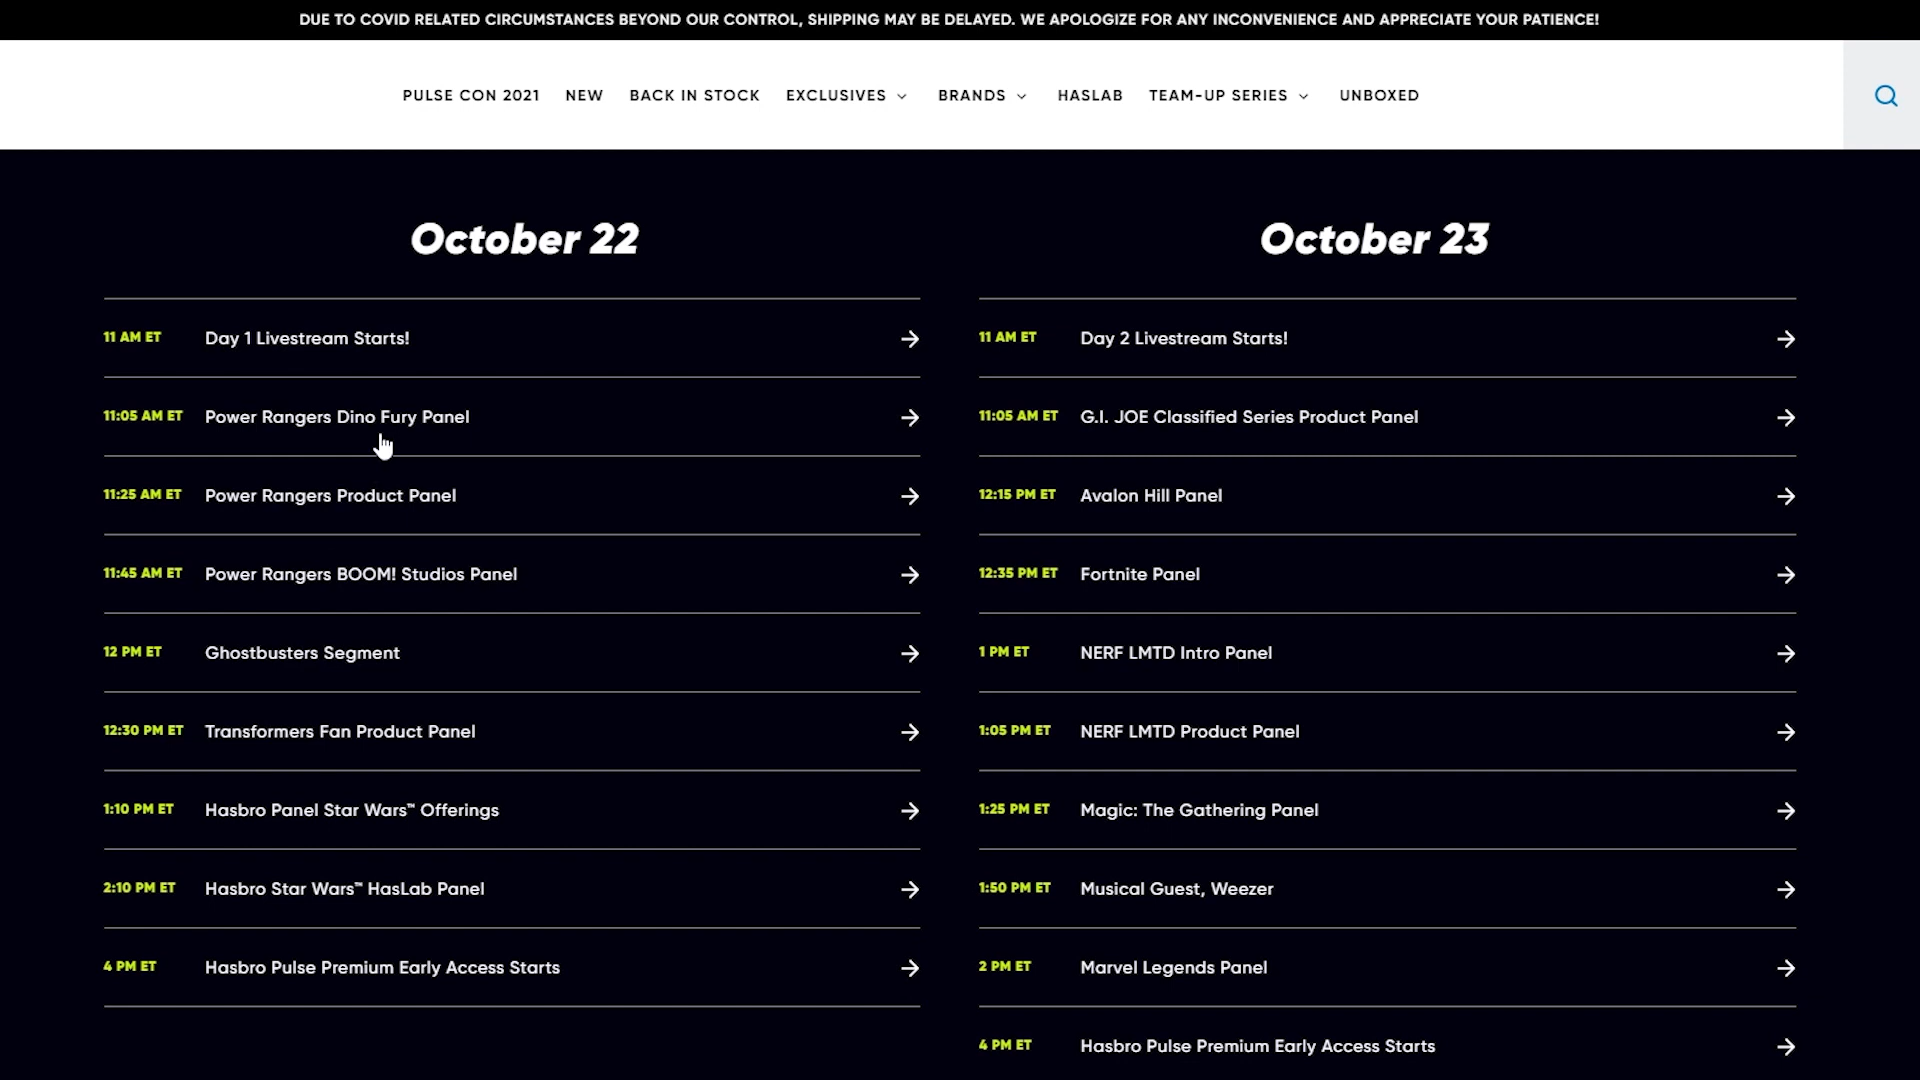 DUE TO COVID RELATED CIRCUMSTANCES BEYOND OUR CONTROL, SHIPPING MAY BE DELAYED. WE APOLOGIZE FOR ANY INCONVENIENCE AND APPRECIATE YOUR PATIENCE!
PULSE CON 2021 NEW BACK IN STOCK EXCLUSIVES BRANDS HASLAB TEAM-UP SERIES UNBOXED
October 22
11 AM ET Day 1 Livestream Starts!
11:05 AM ET Power Rangers Dino Fury Panel
11:25 AM ET Power Rangers Product Panel
11:45 AM ET Power Rangers BOOM! Studios Panel
12 PM ET Ghostbusters Segment
12:30 PM ET Transformers Fan Product Panel
1:10 PM ET Hasbro Panel Star Wars™ Offerings
2:10 PM ET Hasbro Star Wars™ HasLab Panel
4 PM ET Hasbro Pulse Premium Early Access Starts
October 23
11 AM ET Day 2 Livestream Starts!
11:05 AM ET G.I. JOE Classified Series Product Panel
12:15 PM ET Avalon Hill Panel
12:35 PM ET Fortnite Panel
1 PM ET NERF LMTD Intro Panel
1:05 PM ET NERF LMTD Product Panel
1:25 PM ET Magic: The Gathering Panel
1:50 PM ET Musical Guest, Weezer
2 PM ET Marvel Legends Panel
4 PM ET Hasbro Pulse Premium Early Access Starts